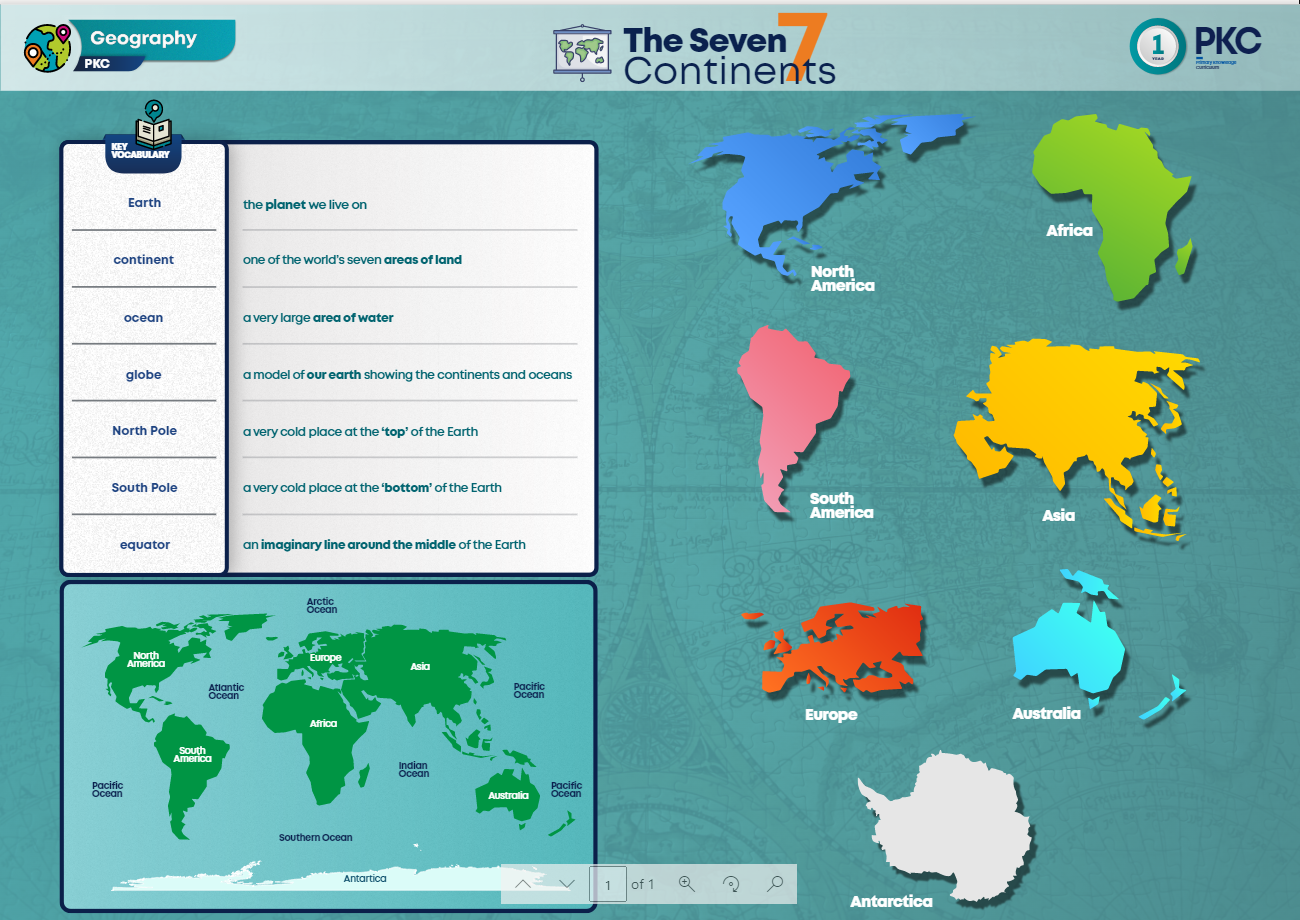 Geography
PKC
The Seven 7
Continents
1
YEAR
PKC
Primary Knowledge
Curriculum
KEY
VOCABULARY
Earth
the planet we live on
continent
one of the world's seven areas of land
ocean
a very large area of water
globe
a model of our earth showing the continents and oceans
North Pole
a very cold place at the ‘top’ of the Earth
South Pole
a very cold place at the ‘bottom’ of the Earth
equator
an imaginary line around the middle of the Earth
North
America
Africa
South
America
Asia
Europe
Australia
Antarctica
Arctic
Ocean
North
America
Europe
Asia
Atlantic
Ocean
Pacific
Ocean
Africa
South
America
Indian
Ocean
Pacific
Ocean
Australia
Pacific
Ocean
Southern Ocean
Antartica
1 of 1